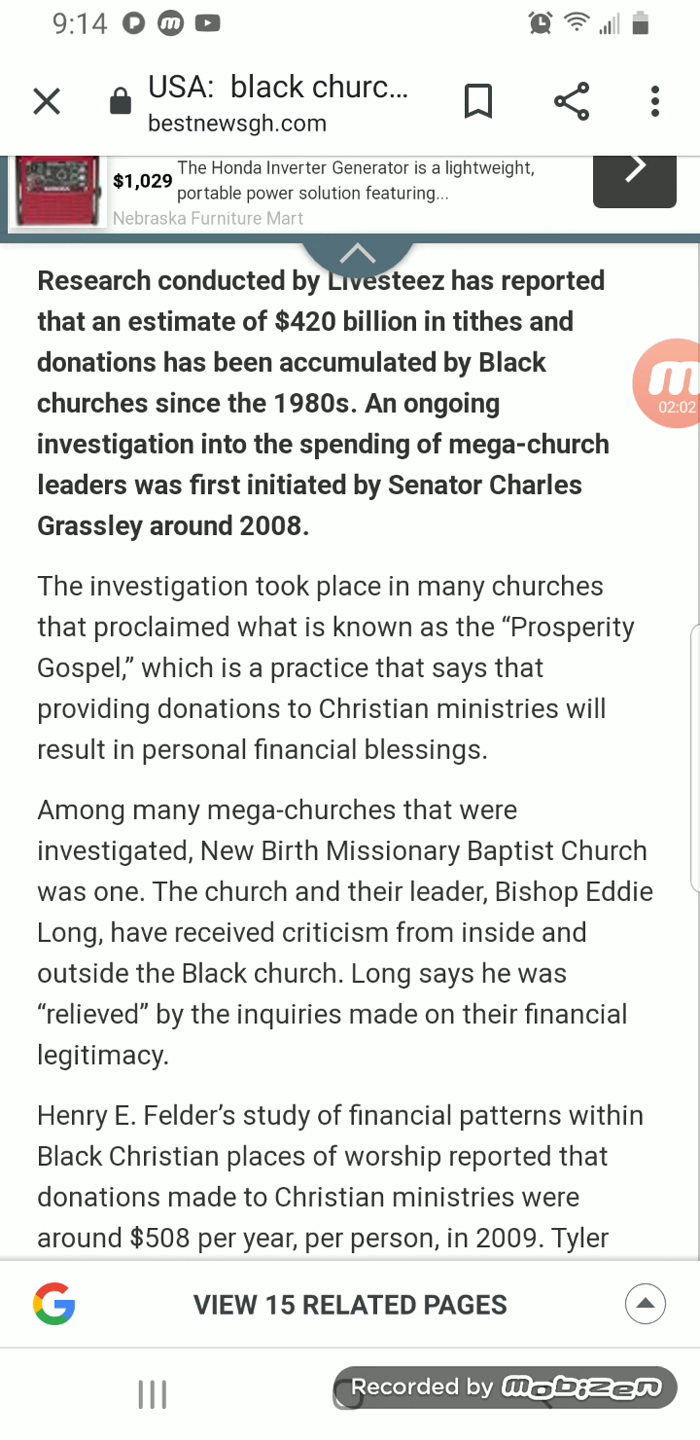 9:14
USA:  black churc...
bestnewsgh.com
$1,029
The Honda Inverter Generator is a lightweight,
portable power solution featuring...
Nebraska Furniture Mart
Research conducted by Livesteez has reported
that an estimate of $420 billion in tithes and
donations has been accumulated by Black
churches since the 1980s. An ongoing
investigation into the spending of mega-church
leaders was first initiated by Senator Charles
Grassley around 2008.
02:02
The investigation took place in many churches
that proclaimed what is known as the “Prosperity
Gospel,” which is a practice that says that
providing donations to Christian ministries will
result in personal financial blessings.
Among many mega-churches that were
investigated, New Birth Missionary Baptist Church
was one. The church and their leader, Bishop Eddie
Long, have received criticism from inside and
outside the Black church. Long says he was
“relieved” by the inquiries made on their financial
legitimacy.
Henry E. Felder’s study of financial patterns within
Black Christian places of worship reported that
donations made to Christian ministries were
around $508 per year, per person, in 2009. Tyler
VIEW 15 RELATED PAGES
Recorded by mobizen